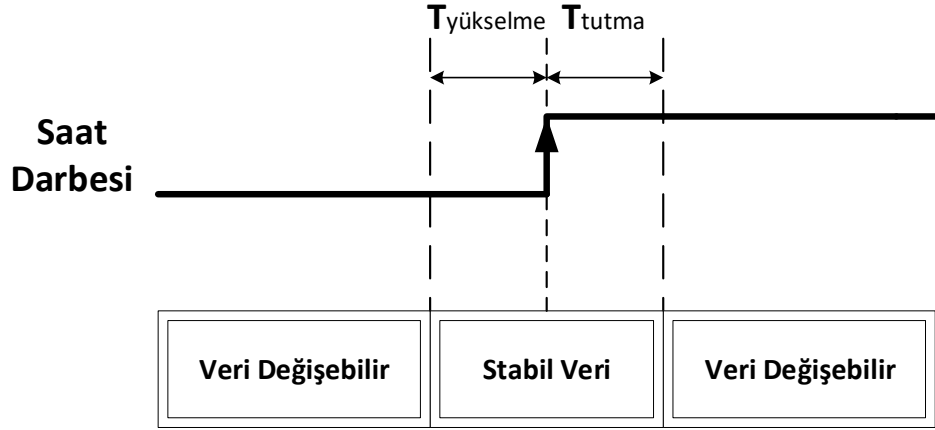 Tyükselme Ttutma
Saat
Darbesi
Veri Değişebilir Stabil Veri Veri Değişebilir